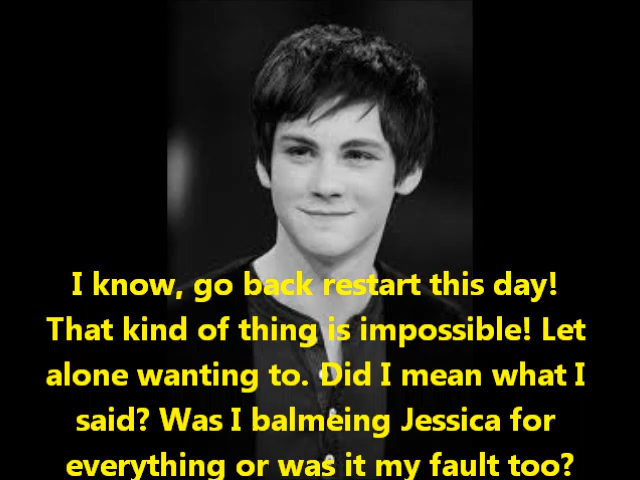 I know, go back restart this day!
That kind of thing is impossible! Let
alone wanting to. Did I mean what I
said? Was I balmeing Jessica for
everything or was it my fault too?